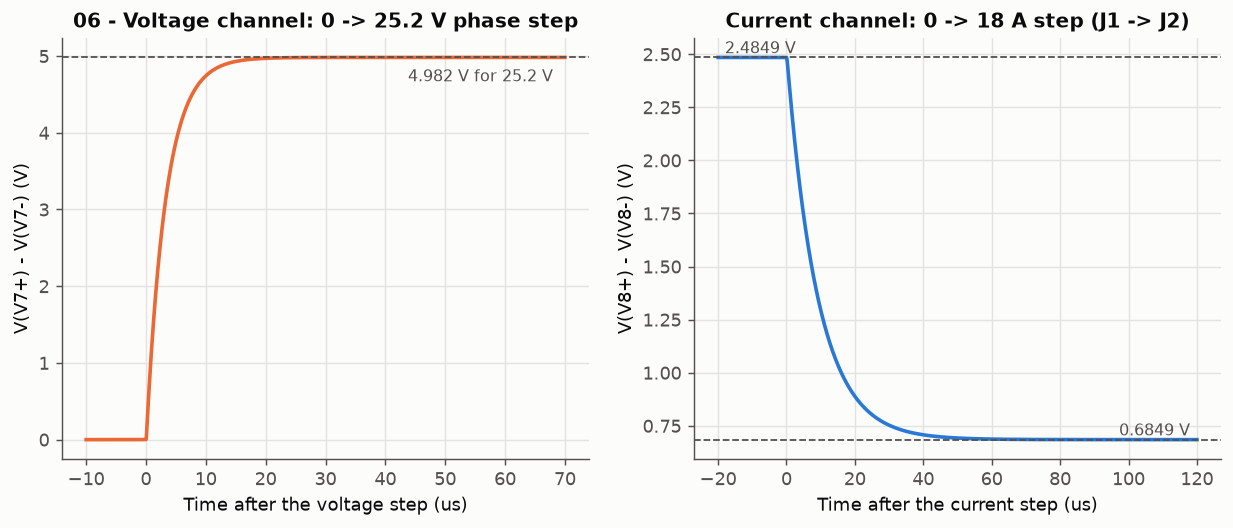 06 - Voltage channel: 0 -> 25.2 V phase step
V(V7+) - V(V7-) (V)
5
4
3
2
1
0
4.982 V for 25.2 V
−10 0 10 20 30 40 50 60 70
Time after the voltage step (us)
Current channel: 0 -> 18 A step (J1 -> J2)
V(V8+) - V(V8-) (V)
2.50
2.25
2.00
1.75
1.50
1.25
1.00
0.75
2.4849 V
0.6849 V
−20 0 20 40 60 80 100 120
Time after the current step (us)